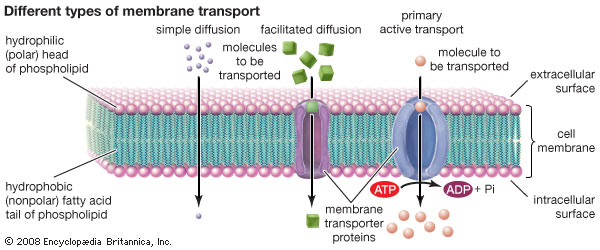 Different types of membrane transport
simple diffusion
facilitated diffusion
primary
active transport
hydrophilic
(polar) head
of phospholipid
molecules
to be
transported
molecule to
be transported
extracellular
surface
cell
membrane
hydrophobic
(nonpolar) fatty acid
tail of phospholipid
membrane
transporter
proteins
ATP
ADP + Pi
intracellular
surface
© 2008 Encyclopædia Britannica, Inc.